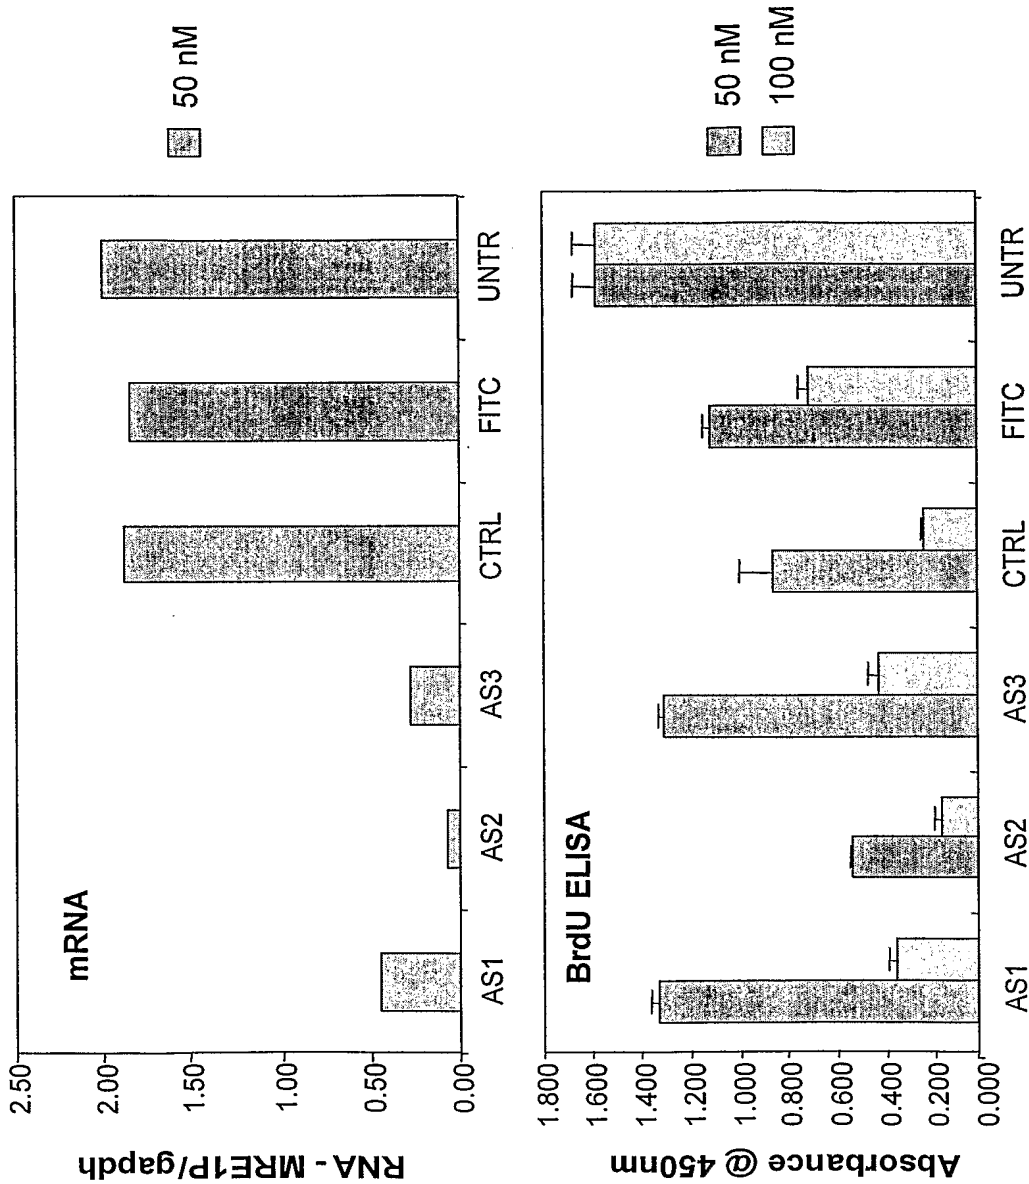 mRNA
RNA - MRE1P/gapdh
2.50
2.00
1.50
1.00
0.50
0.00
AS1 AS2 AS3 CTRL FITC UNTR
50 nM
BrdU ELISA
Absorbance @ 450nm
1.800
1.600
1.400
1.200
1.000
0.800
0.600
0.400
0.200
0.000
AS1 AS2 AS3 CTRL FITC UNTR
50 nM
100 nM